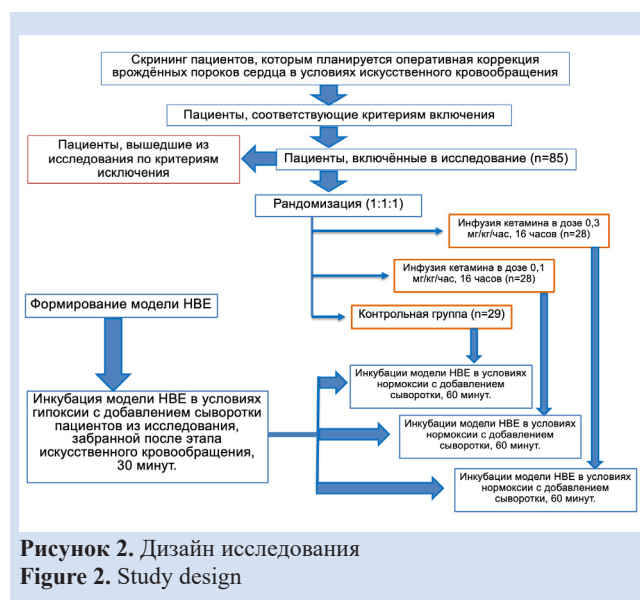 Скрининг пациентов, которым планируется оперативная коррекция
врождённых пороков сердца в условиях искусственного кровообращения
Пациенты, соответствующие критериям включения
Пациенты, вышедшие из
исследования по критериям
исключения
Пациенты, включённые в исследование (n=85)
Рандомизация (1:1:1)
Инфузия кетамина в дозе 0,3
мг/кг/час, 16 часов (n=28)
Инфузия кетамина в дозе 0,1
мг/кг/час, 16 часов (n=28)
Контрольная группа (n=29)
Формирование модели НВЕ
Инкубация модели НВЕ в условиях
гипоксии с добавлением сыворотки
пациентов из исследования,
забранной после этапа
искусственного кровообращения,
30 минут.
Инкубации модели НВЕ в условиях
нормоксии с добавлением
сыворотки, 60 минут.
Инкубации модели НВЕ в условиях
нормоксии с добавлением
сыворотки, 60 минут.
Инкубации модели НВЕ в условиях
нормоксии с добавлением
сыворотки, 60 минут.
Рисунок 2. Дизайн исследования
Figure 2. Study design